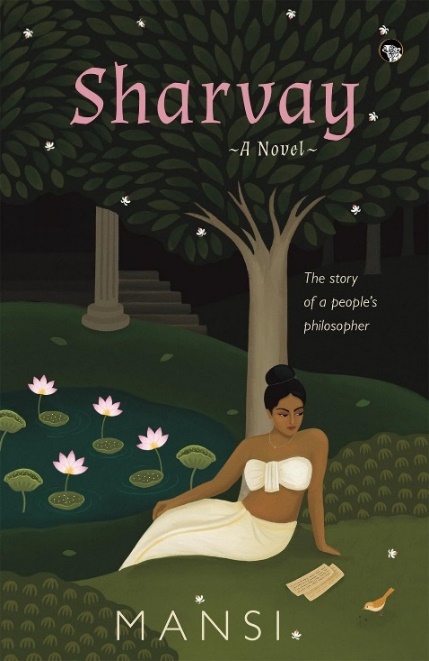 Sharvay
~A Novel~
The story
of a people's
philosopher
MANSI